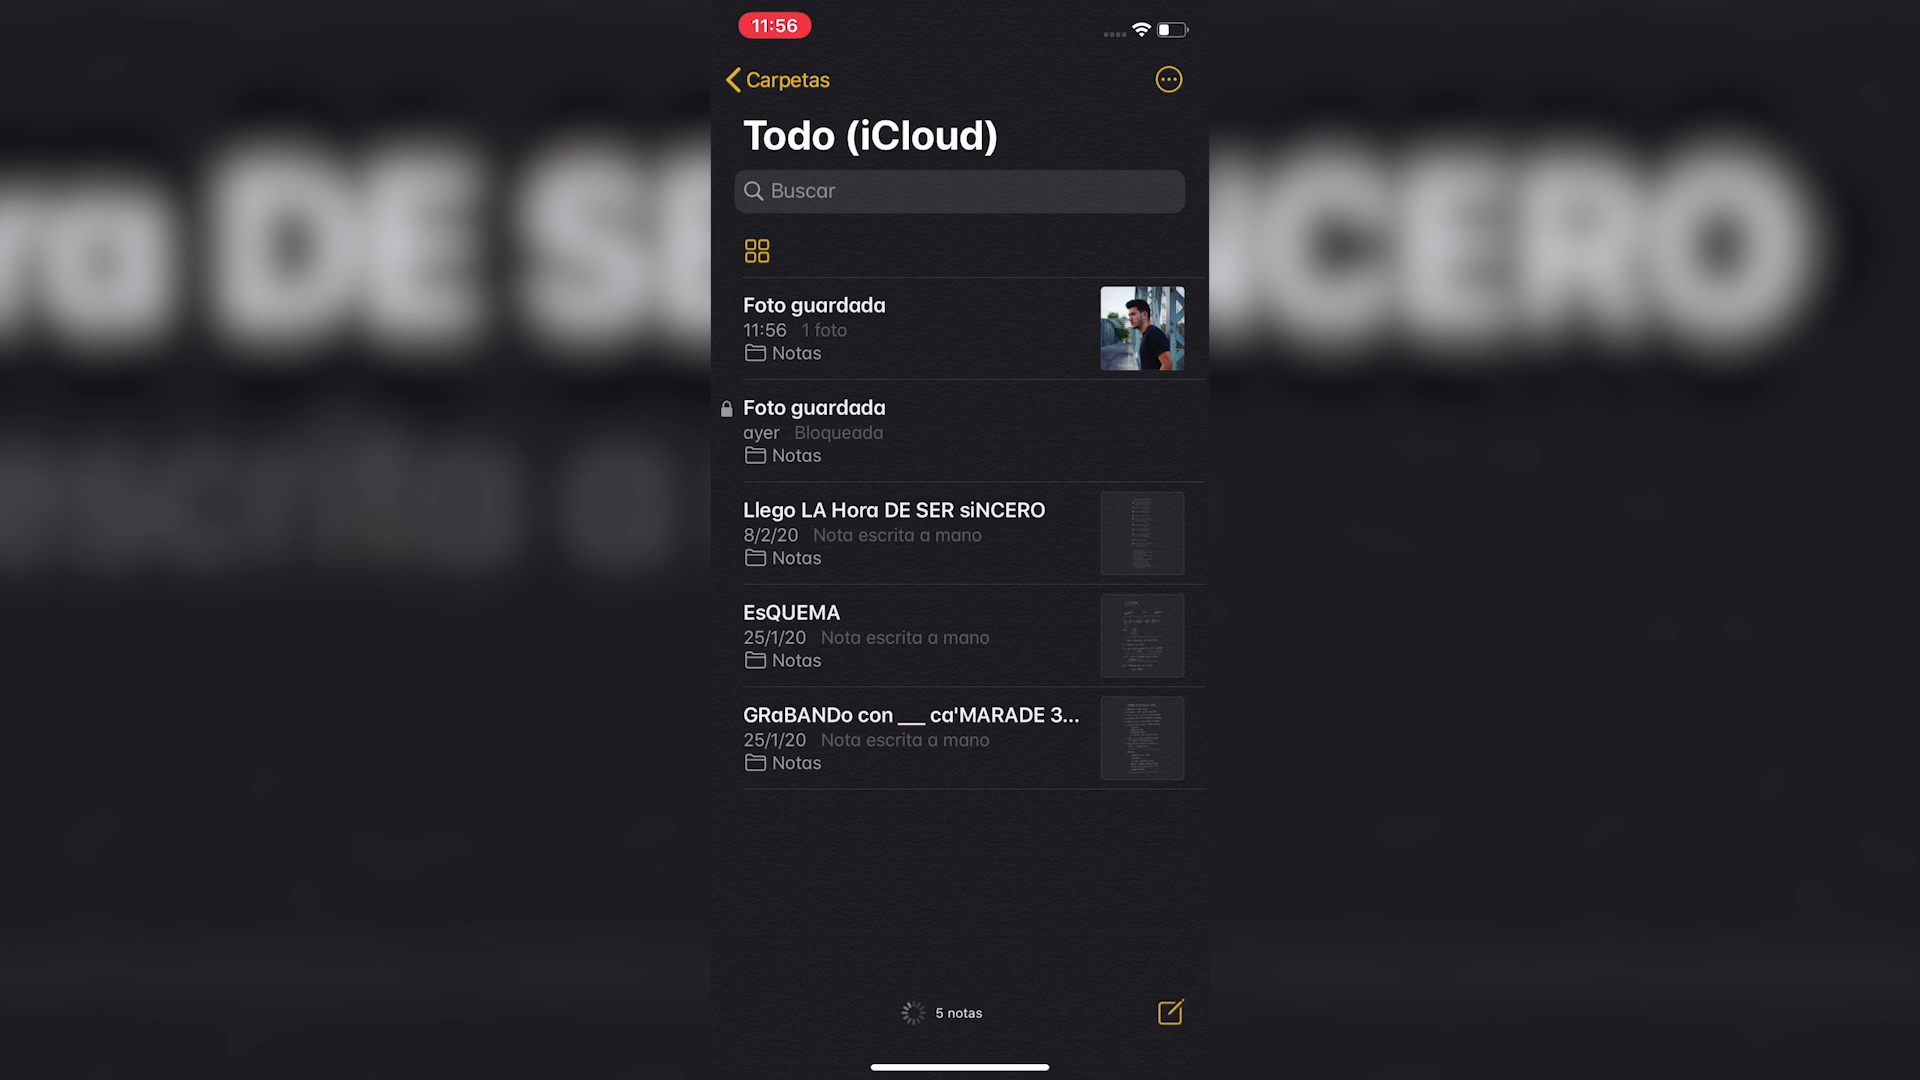 11:56
Carpetas
Todo (iCloud)
Buscar
Foto guardada
11:56 1 foto
Notas
Foto guardada
ayer Bloqueada
Notas
Llego LA Hora DE SER siNCERO
8/2/20 Nota escrita a mano
Notas
EsQUEMA
25/1/20 Nota escrita a mano
Notas
GRaBANDo con ___ ca'MARADE 3...
25/1/20 Nota escrita a mano
Notas
5 notas